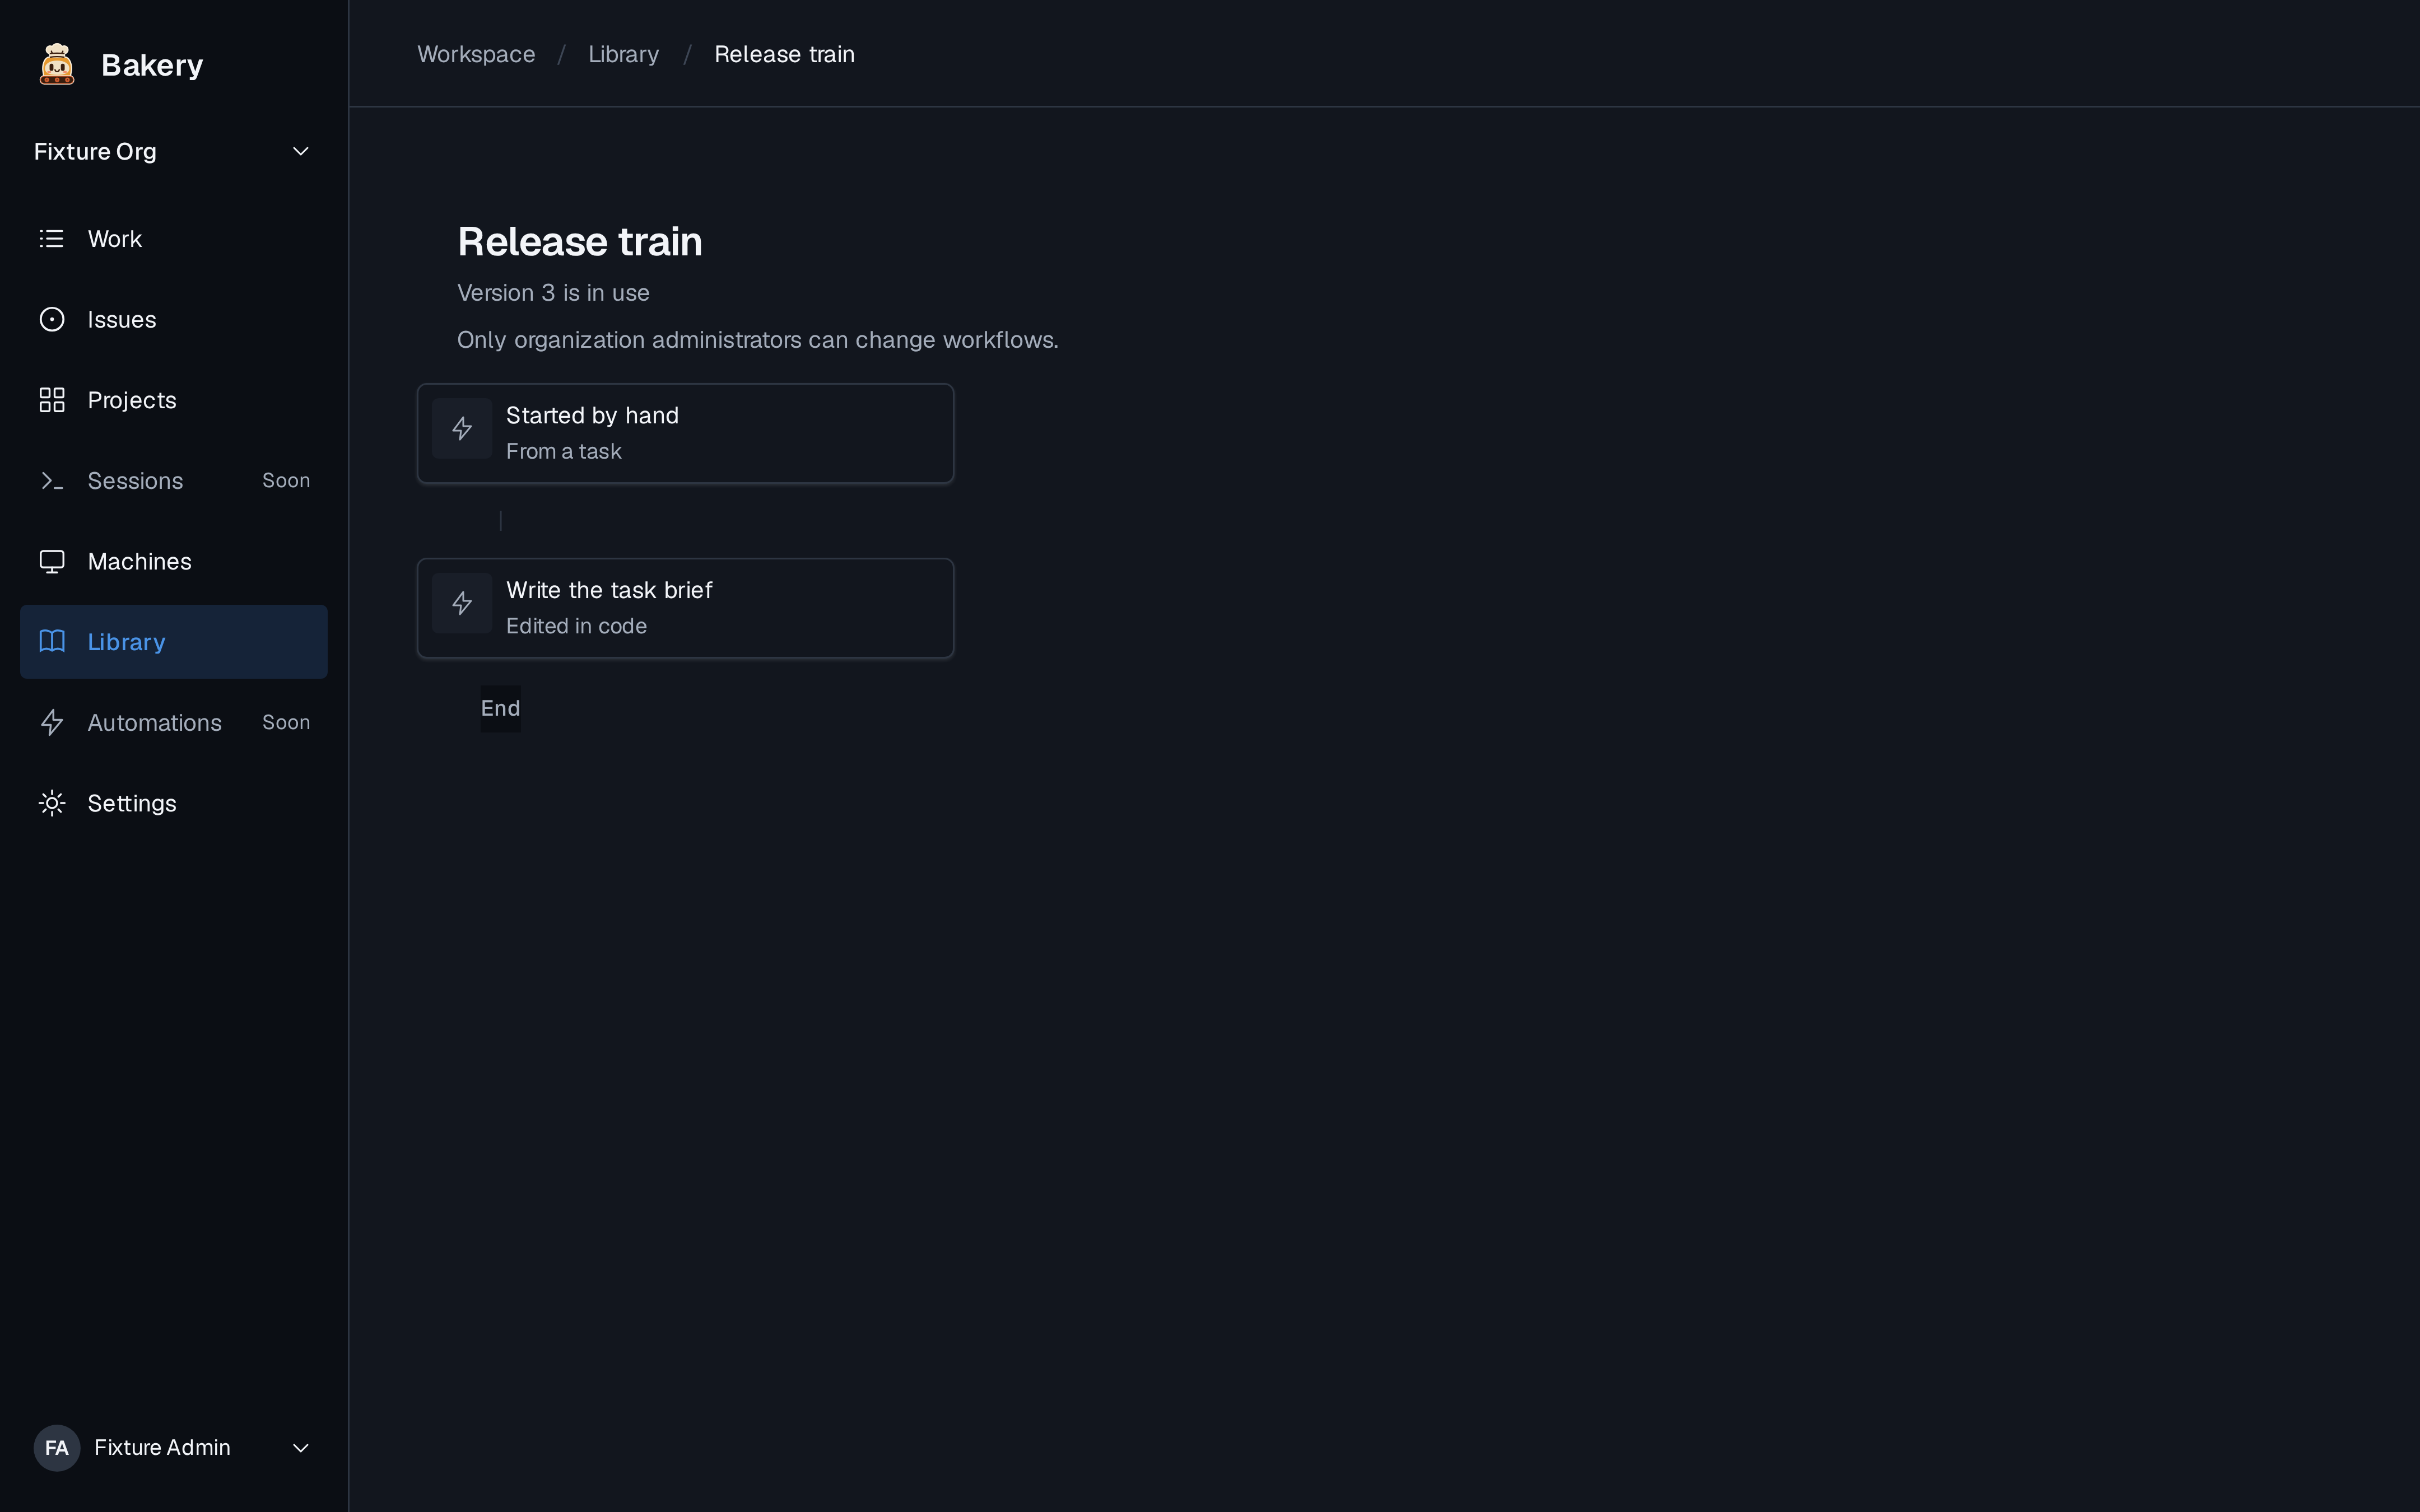 Bakery
Fixture Org
Work
Issues
Projects
Sessions Soon
Machines
Library
Automations Soon
Settings
FA Fixture Admin
Workspace / Library / Release train
Release train
Version 3 is in use
Only organization administrators can change workflows.
Started by hand
From a task
Write the task brief
Edited in code
End